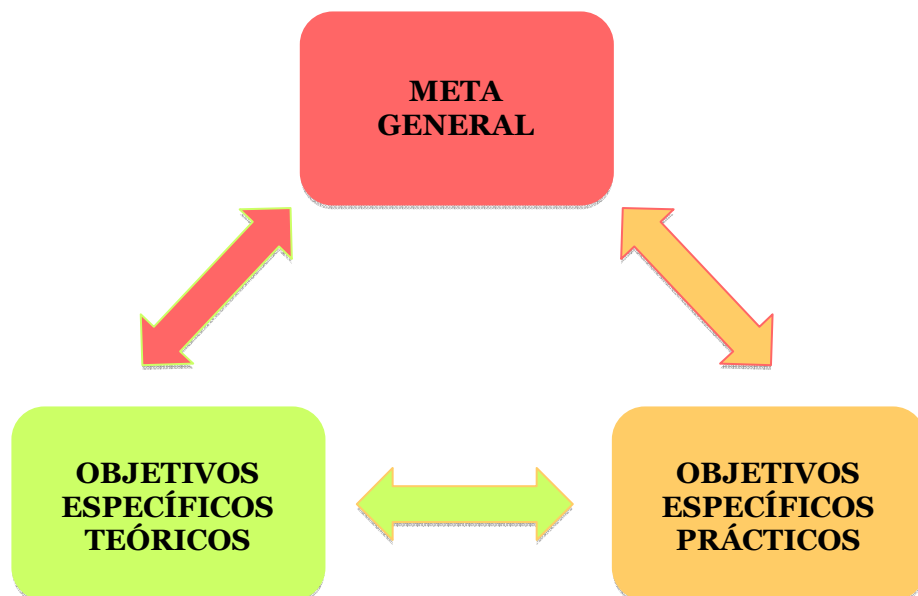 META
GENERAL
OBJETIVOS
ESPECÍFICOS
TEÓRICOS
OBJETIVOS
ESPECÍFICOS
PRÁCTICOS